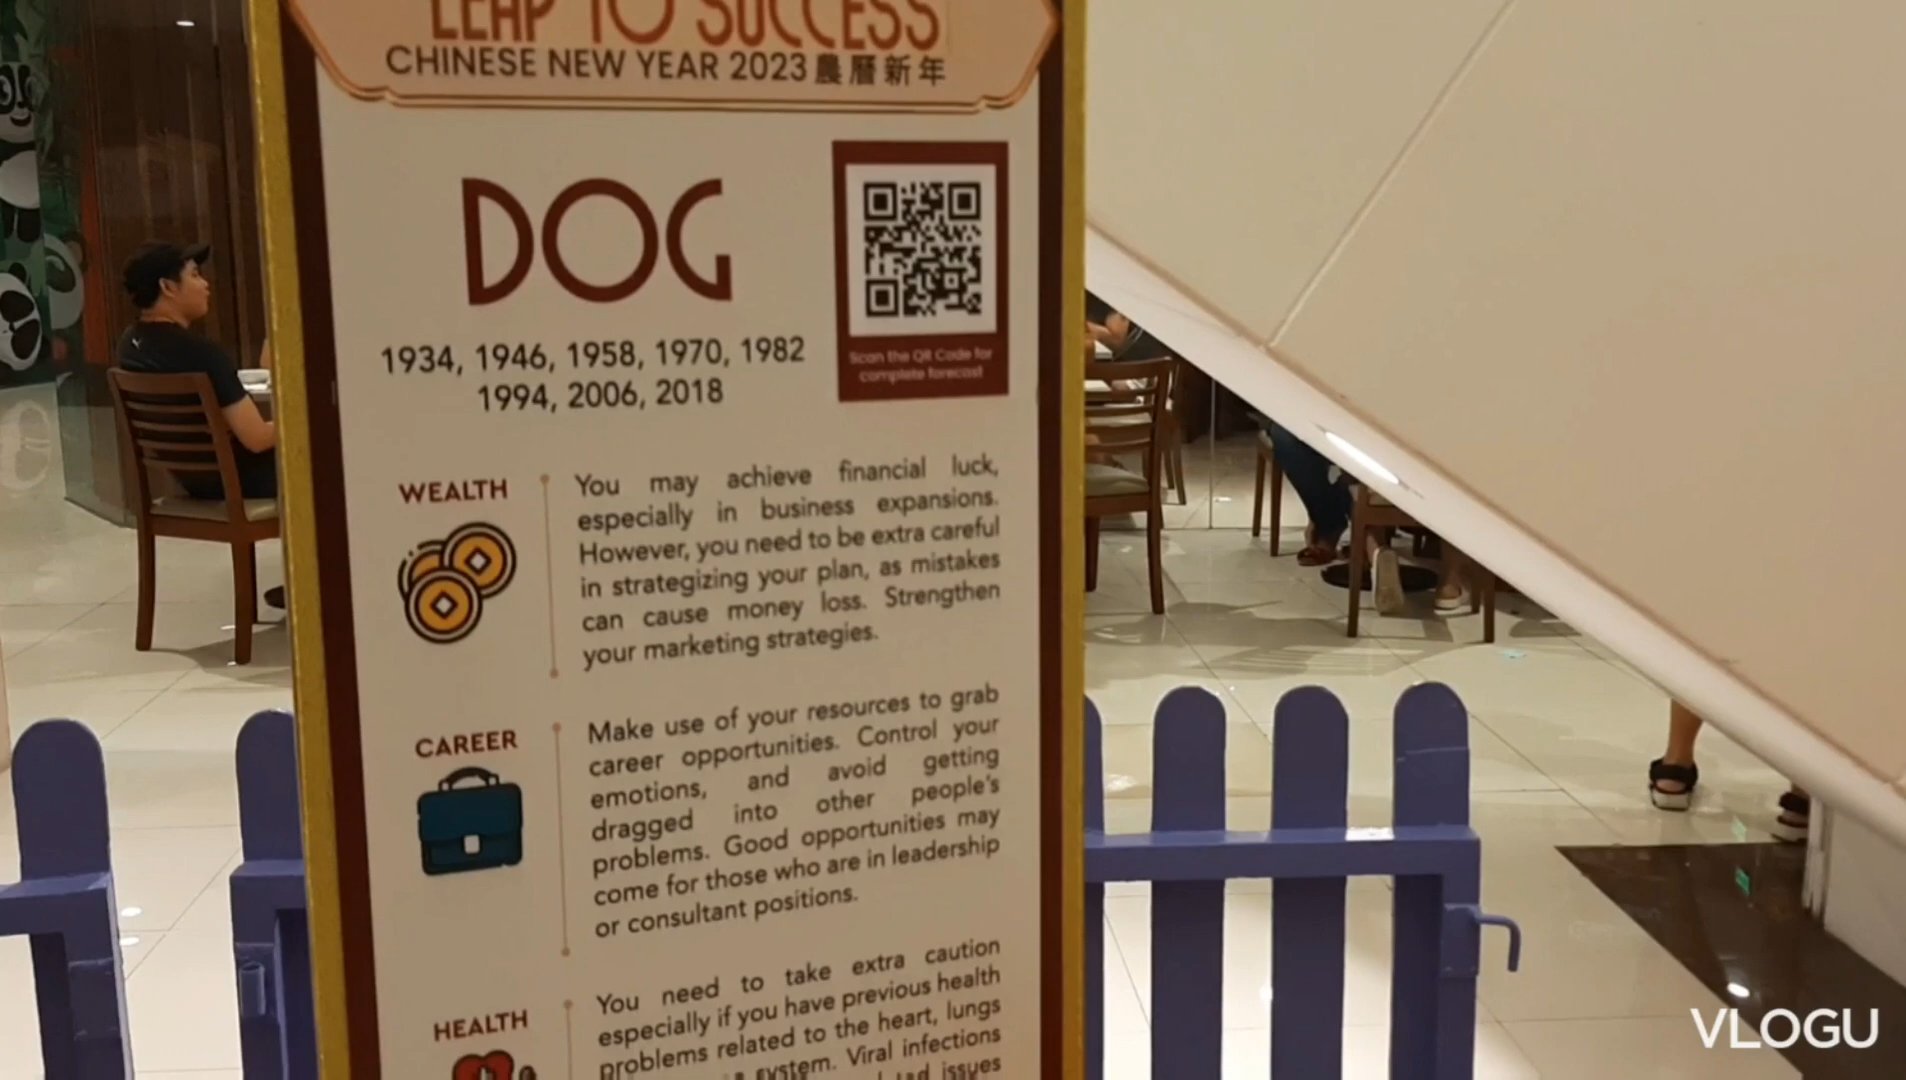 LEAP TO SUCCESS
CHINESE NEW YEAR 2023 農曆新年
DOG
1934, 1946, 1958, 1970, 1982
1994, 2006, 2018
Scan the QR Code for
complete forecast
WEALTH
You may achieve financial luck,
especially in business expansions.
However, you need to be extra careful
in strategizing your plan, as mistakes
can cause money loss. Strengthen
your marketing strategies.
CAREER
Make use of your resources to grab
career opportunities. Control your
emotions, and avoid getting
dragged into other people's
problems. Good opportunities may
come for those who are in leadership
or consultant positions.
HEALTH
You need to take extra caution
especially if you have previous health
problems related to the heart, lungs
system. Viral infections
issues
VLOGU